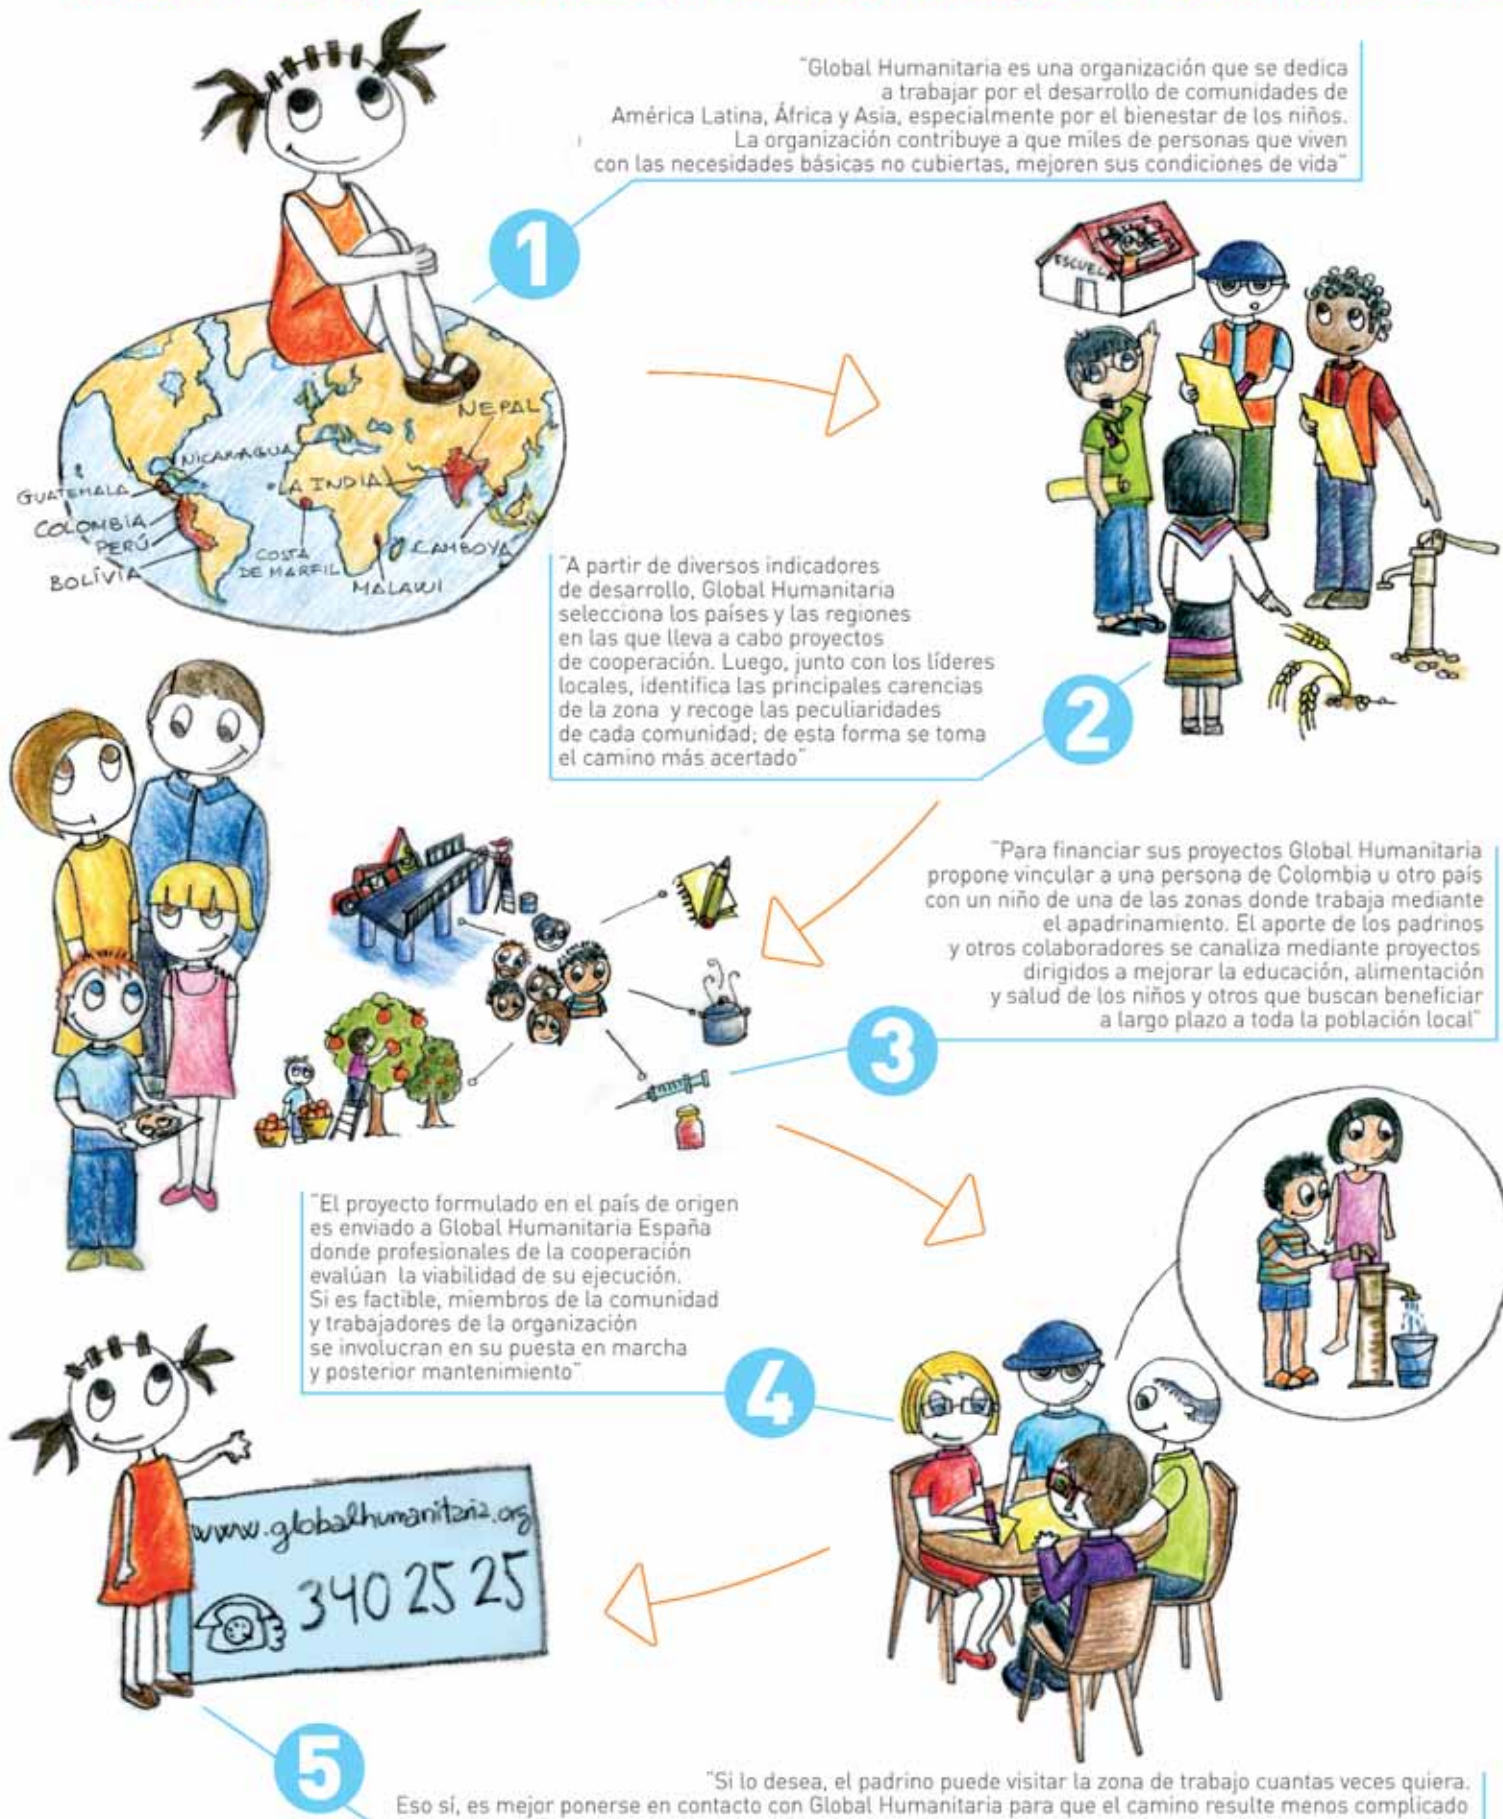 "Global Humanitaria es una organización que se dedica
a trabajar por el desarrollo de comunidades de
América Latina, África y Asia, especialmente por el bienestar de los niños.
La organización contribuye a que miles de personas que viven
con las necesidades básicas no cubiertas, mejoren sus condiciones de vida"
1
ESCUELA
NEPAL
NICARAGUA
GUATEMALA
LA INDIA
COLOMBIA
PERÚ
BOLÍVIA
COSTA
DE MARFIL
CAMBOYA
MALAWI
"A partir de diversos indicadores
de desarrollo, Global Humanitaria
selecciona los países y las regiones
en las que lleva a cabo proyectos
de cooperación. Luego, junto con los líderes
locales, identifica las principales carencias
de la zona y recoge las peculiaridades
de cada comunidad; de esta forma se toma
el camino más acertado"
2
"Para financiar sus proyectos Global Humanitaria
propone vincular a una persona de Colombia u otro país
con un niño de una de las zonas donde trabaja mediante
el apadrinamiento. El aporte de los padrinos
y otros colaboradores se canaliza mediante proyectos
dirigidos a mejorar la educación, alimentación
y salud de los niños y otros que buscan beneficiar
a largo plazo a toda la población local"
3
"El proyecto formulado en el país de origen
es enviado a Global Humanitaria España
donde profesionales de la cooperación
evalúan la viabilidad de su ejecución.
Si es factible, miembros de la comunidad
y trabajadores de la organización
se involucran en su puesta en marcha
y posterior mantenimiento"
4
www.globalhumanitaria.org
340 25 25
5
"Si lo desea, el padrino puede visitar la zona de trabajo cuantas veces quiera.
Eso sí, es mejor ponerse en contacto con Global Humanitaria para que el camino resulte menos complicado